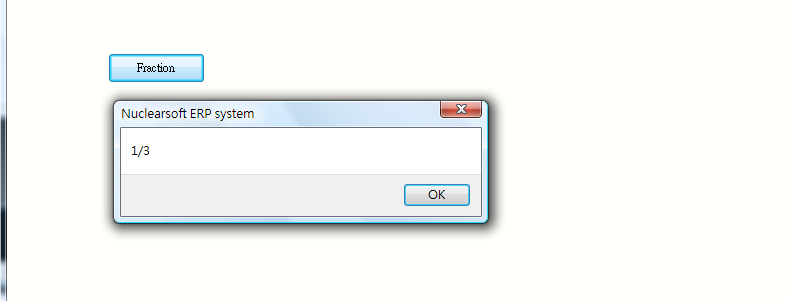 Fraction
Nuclearsoft ERP system
1/3
OK